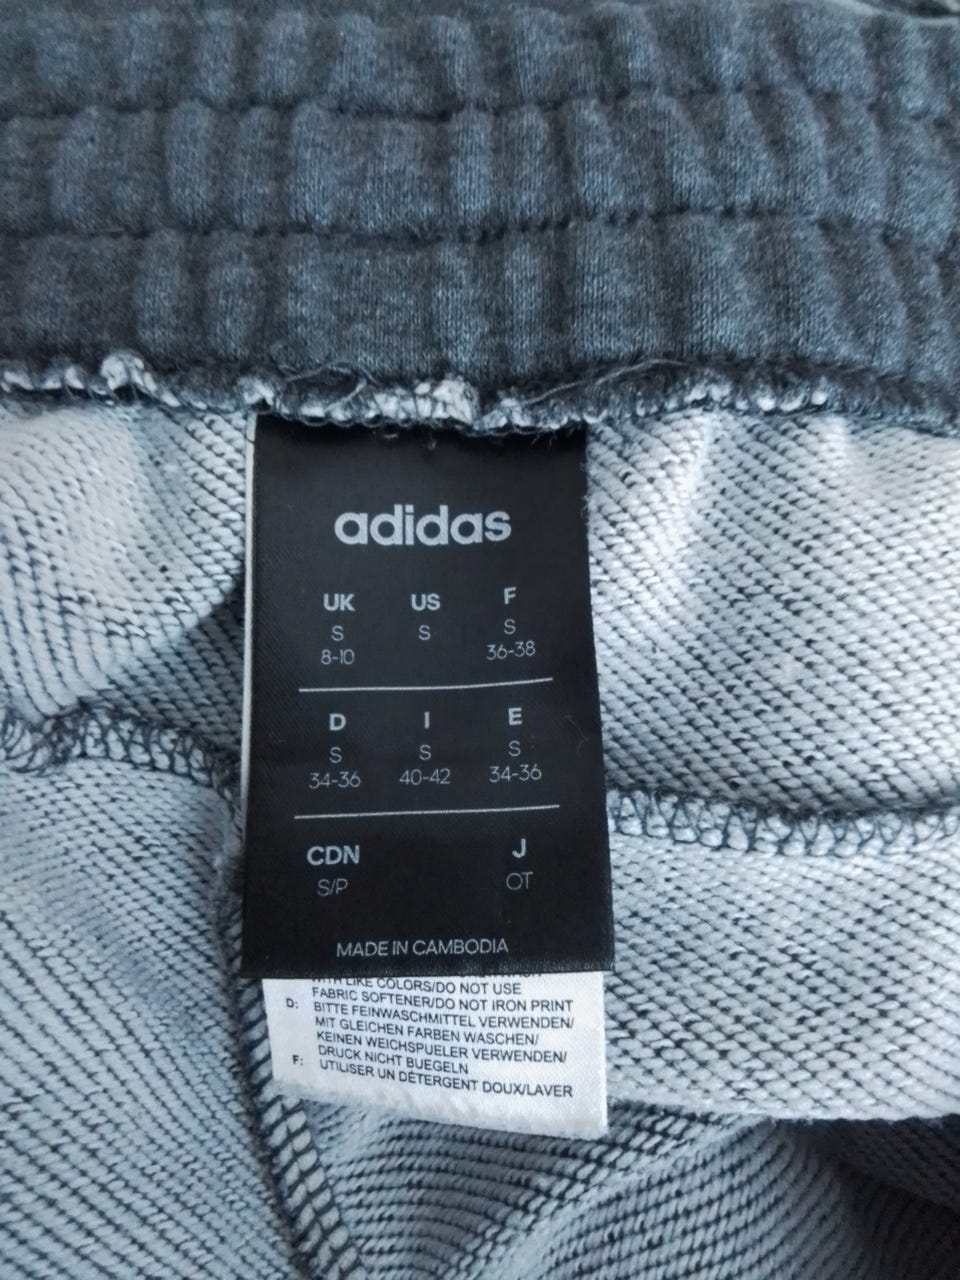 adidas
UK US F
S S S
8-10 36-38
D I E
S S S
34-36 40-42 34-36
CDN J
S/P OT
MADE IN CAMBODIA
WITH LIKE COLORS/DO NOT USE
FABRIC SOFTENER/DO NOT IRON PRINT
D: BITTE FEINWASCHMITTEL VERWENDEN/
MIT GLEICHEN FARBEN WASCHEN/
KEINEN WEICHSPUELER VERWENDEN/
DRUCK NICHT BUEGELN
F: UTILISER UN DÉTERGENT DOUX/LAVER